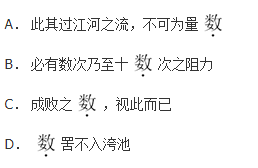 A. 此其过江河之流，不可为量数
B. 必有数次乃至十数次之阻力
C. 成败之数，视此而已
D. 数罟不入洿池